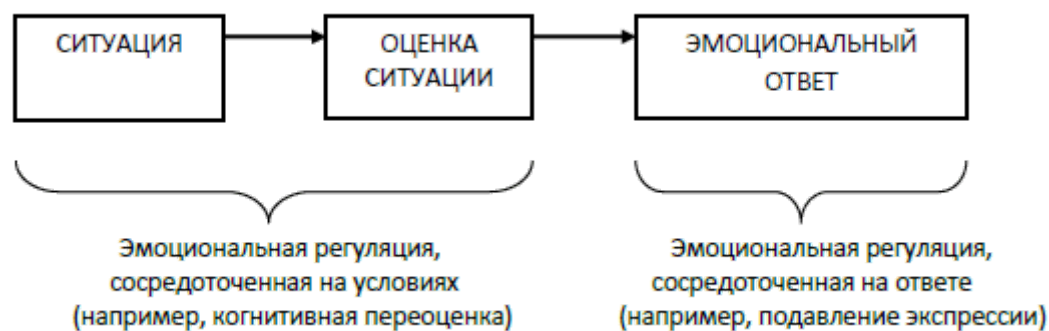 СИТУАЦИЯ
ОЦЕНКА
СИТУАЦИИ
ЭМОЦИОНАЛЬНЫЙ
ОТВЕТ
Эмоциональная регуляция,
сосредоточенная на условиях
(например, когнитивная переоценка)
Эмоциональная регуляция,
сосредоточенная на ответе
(например, подавление экспрессии)